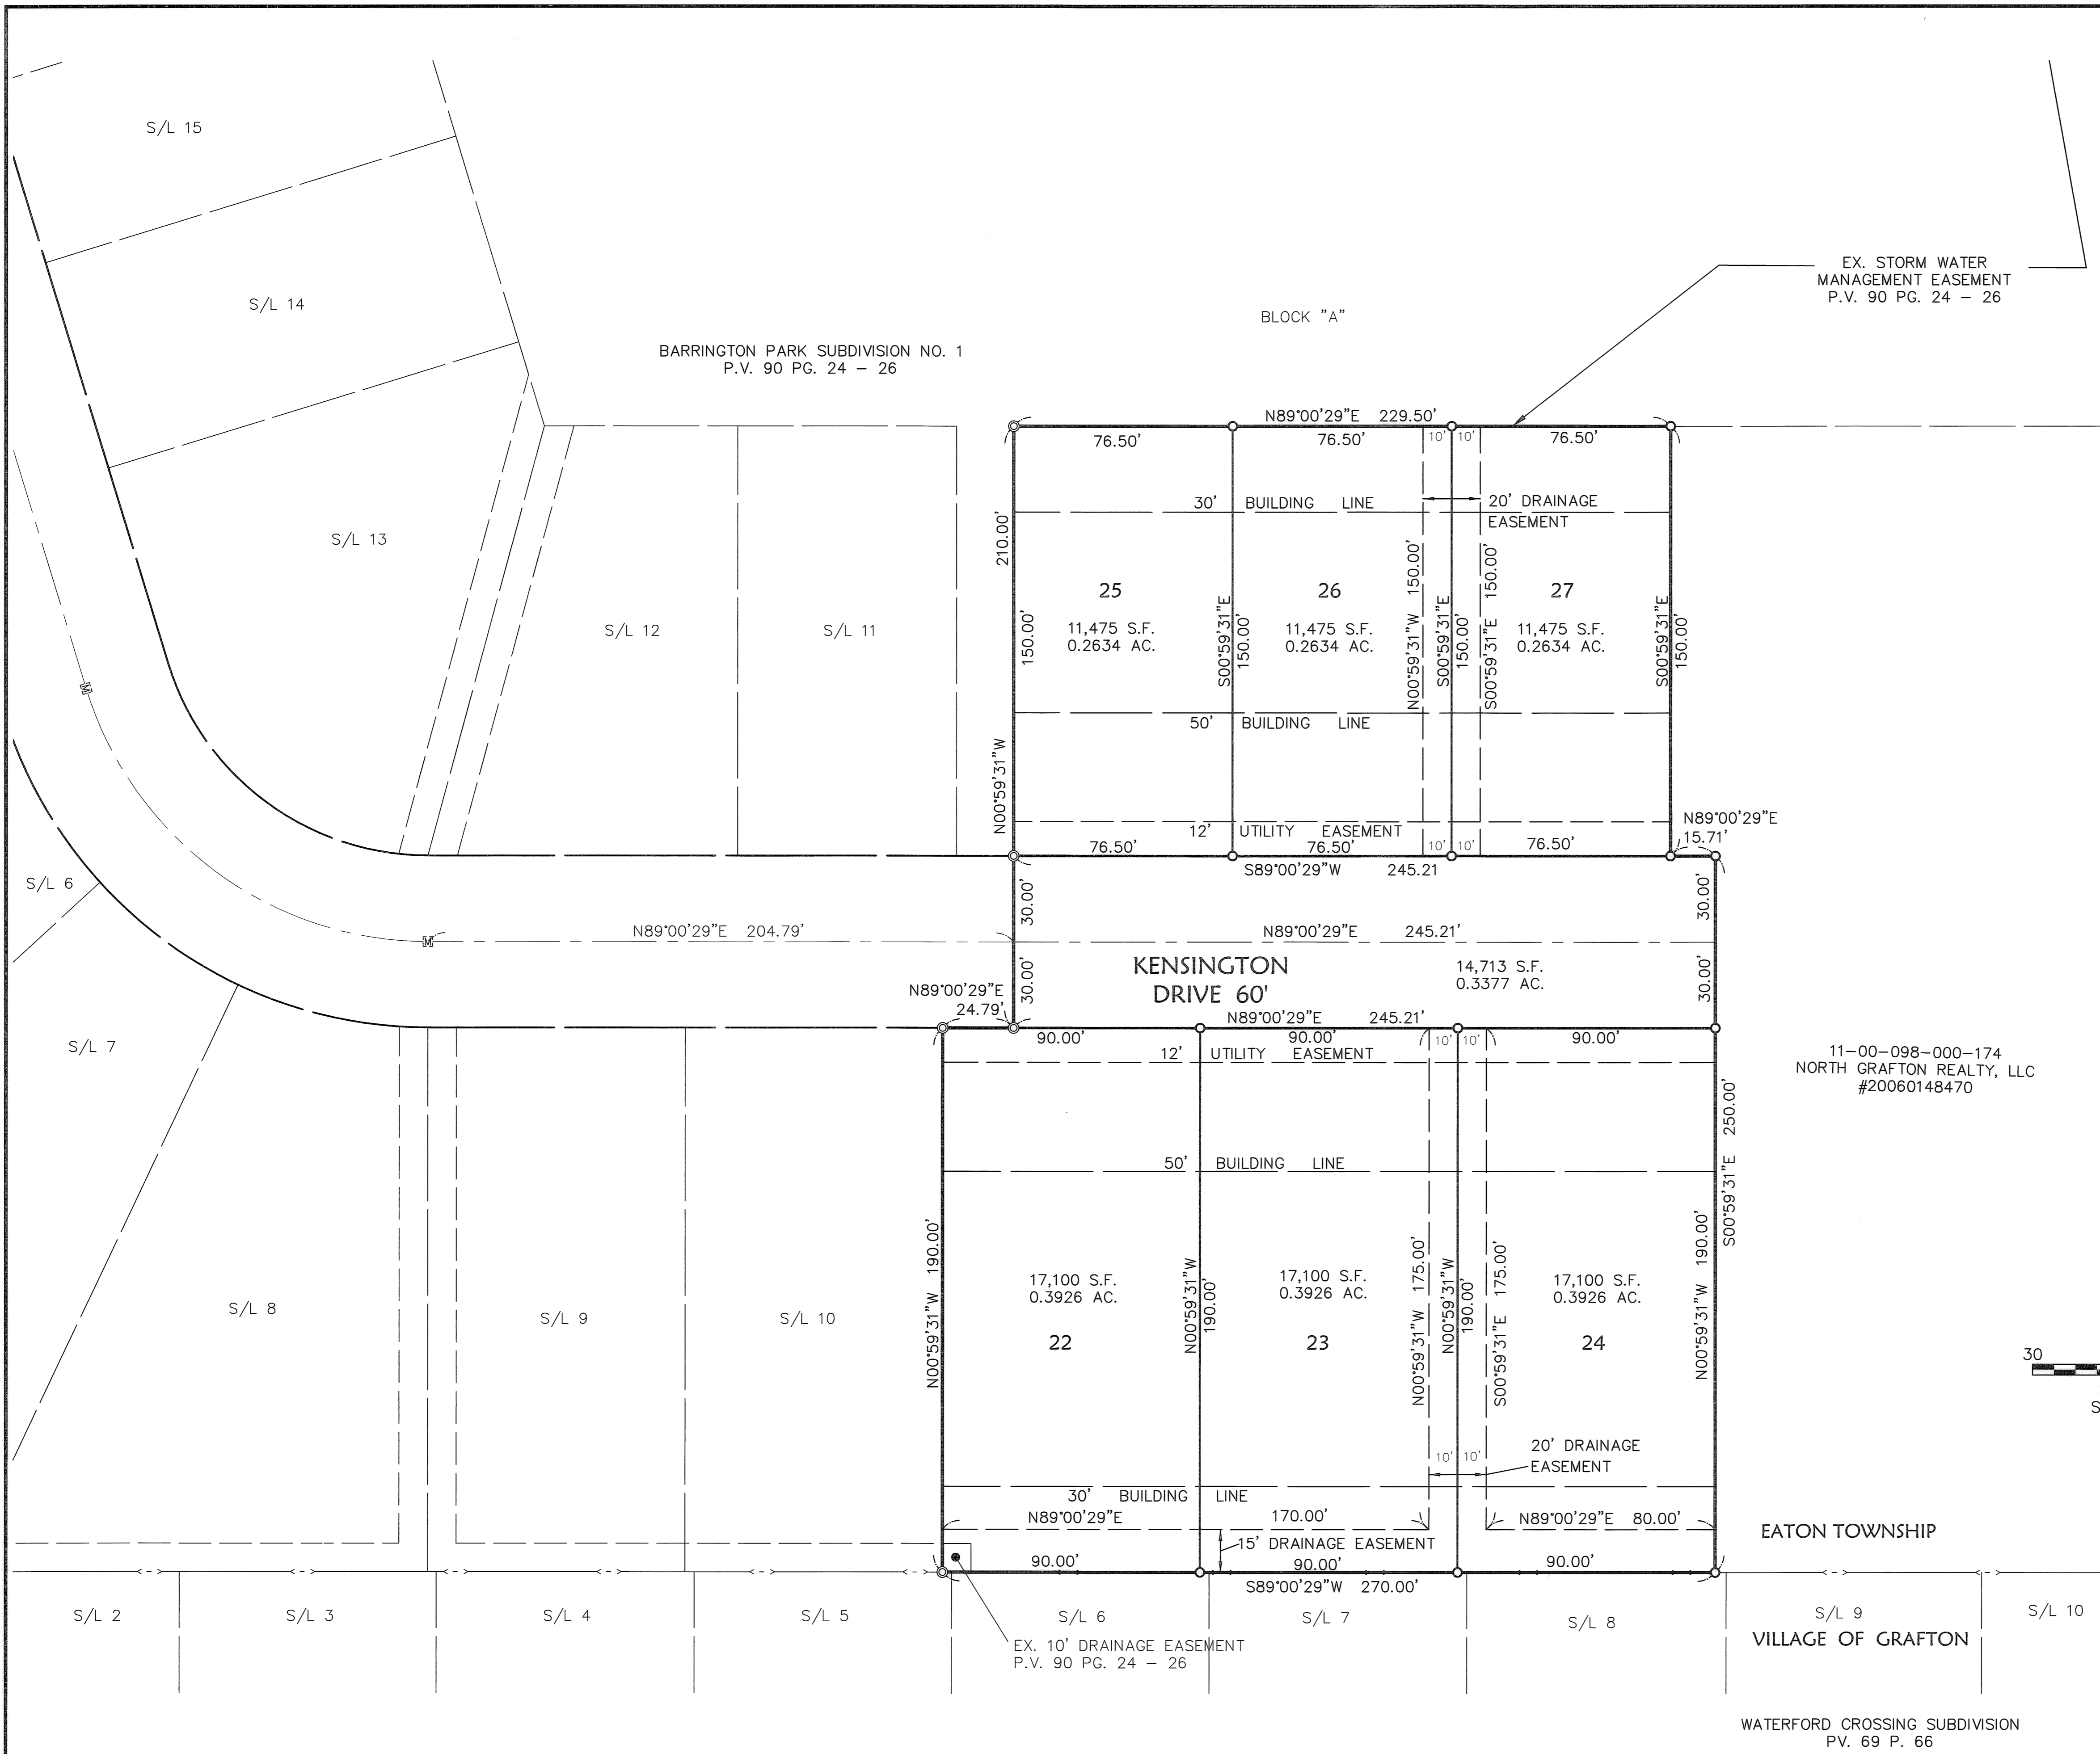 S/L 15
S/L 14
S/L 13
S/L 12
S/L 11
BLOCK "A"
BARRINGTON PARK SUBDIVISION NO. 1
P.V. 90 PG. 24 – 26
EX. STORM WATER
MANAGEMENT EASEMENT
P.V. 90 PG. 24 – 26
N89°00'29"E 229.50'
76.50'
76.50'
10'
10'
76.50'
30' BUILDING LINE
20' DRAINAGE
EASEMENT
210.00'
150.00'
N00°59'31"W
25
11,475 S.F.
0.2634 AC.
S00°59'31"E
150.00'
26
11,475 S.F.
0.2634 AC.
N00°59'31"W 150.00'
S00°59'31"E
150.00'
S00°59'31"E 150.00'
27
11,475 S.F.
0.2634 AC.
S00°59'31"E
150.00'
50' BUILDING LINE
12' UTILITY EASEMENT
76.50'
76.50'
10'
10'
76.50'
N89°00'29"E
15.71'
S89°00'29"W 245.21
M
M
S/L 6
S/L 7
N89°00'29"E 204.79'
30.00'
30.00'
N89°00'29"E 245.21'
30.00'
30.00'
KENSINGTON
DRIVE 60'
14,713 S.F.
0.3377 AC.
N89°00'29"E
24.79'
N89°00'29"E 245.21'
90.00'
90.00'
10'
10'
90.00'
12' UTILITY EASEMENT
11–00–098–000–174
NORTH GRAFTON REALTY, LLC
#20060148470
S00°59'31"E 250.00'
50' BUILDING LINE
S/L 8
S/L 9
S/L 10
N00°59'31"W 190.00'
17,100 S.F.
0.3926 AC.
22
N00°59'31"W
190.00'
17,100 S.F.
0.3926 AC.
23
N00°59'31"W 175.00'
N00°59'31"W
190.00'
S00°59'31"E 175.00'
17,100 S.F.
0.3926 AC.
24
N00°59'31"W 190.00'
30
S
10'
10'
20' DRAINAGE
EASEMENT
30' BUILDING LINE
N89°00'29"E 170.00'
N89°00'29"E 80.00'
15' DRAINAGE EASEMENT
90.00'
90.00'
90.00'
S89°00'29"W 270.00'
EATON TOWNSHIP
S/L 2
S/L 3
S/L 4
S/L 5
S/L 6
S/L 7
S/L 8
S/L 9
S/L 10
EX. 10' DRAINAGE EASEMENT
P.V. 90 PG. 24 – 26
VILLAGE OF GRAFTON
WATERFORD CROSSING SUBDIVISION
PV. 69 P. 66